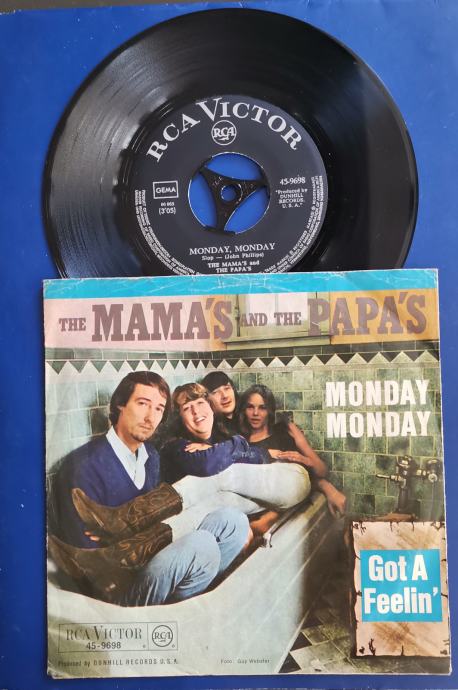 RCA VICTOR
RCA
GEMA
45-9698
(3'05)
"Produced by
DUNHILL
RECORDS,
U.S.A."
MONDAY, MONDAY
Slop — (John Phillips)
THE MAMA'S and
THE PAPA'S
THE MAMA'S AND THE PAPA'S
MONDAY
MONDAY
Got A
Feelin'
RCA VICTOR
RCA
45-9698
Produced by DUNHILL RECORDS U.S.A.
Foto: Guy Webster